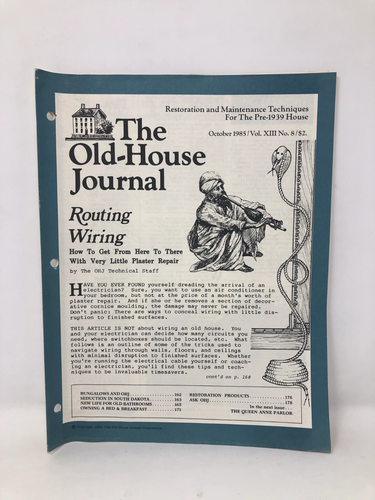 Restoration and Maintenance Techniques
For The Pre-1939 House
October 1985/Vol. XIII No. 8/$2.
The
Old-House
Journal
Routing
Wiring
How To Get From Here To There
With Very Little Plaster Repair
by The OHJ Technical Staff
HAVE YOU EVER FOUND yourself dreading the arrival of an
electrician? Sure, you want to use an air conditioner in
your bedroom, but not at the price of a month's worth of
plaster repair. And if he or she removes a section of decor-
ative cornice moulding, the damage may never be repaired.
Don't panic: There are ways to conceal wiring with little dis-
ruption to finished surfaces.
THIS ARTICLE IS NOT about wiring an old house. You
and your electrician can decide how many circuits you
need, where switchboxes should be located, etc. What
follows is an outline of some of the tricks used to
navigate wiring through walls, floors, and ceilings
with minimal disruption to finished surfaces. Whether
you're running the electrical cable yourself or coach-
ing an electrician, you'll find these tips and tech-
niques to be invaluable timesavers.
cont'd on p. 168
BUNGALOWS AND OHJ 162
SEDUCTION IN SOUTH DAKOTA 163
NEW LIFE FOR OLD BATHROOMS 165
OWNING A BED & BREAKFAST 171
RESTORATION PRODUCTS 176
ASK OHJ 178
In the next issue
THE QUEEN ANNE PARLOR